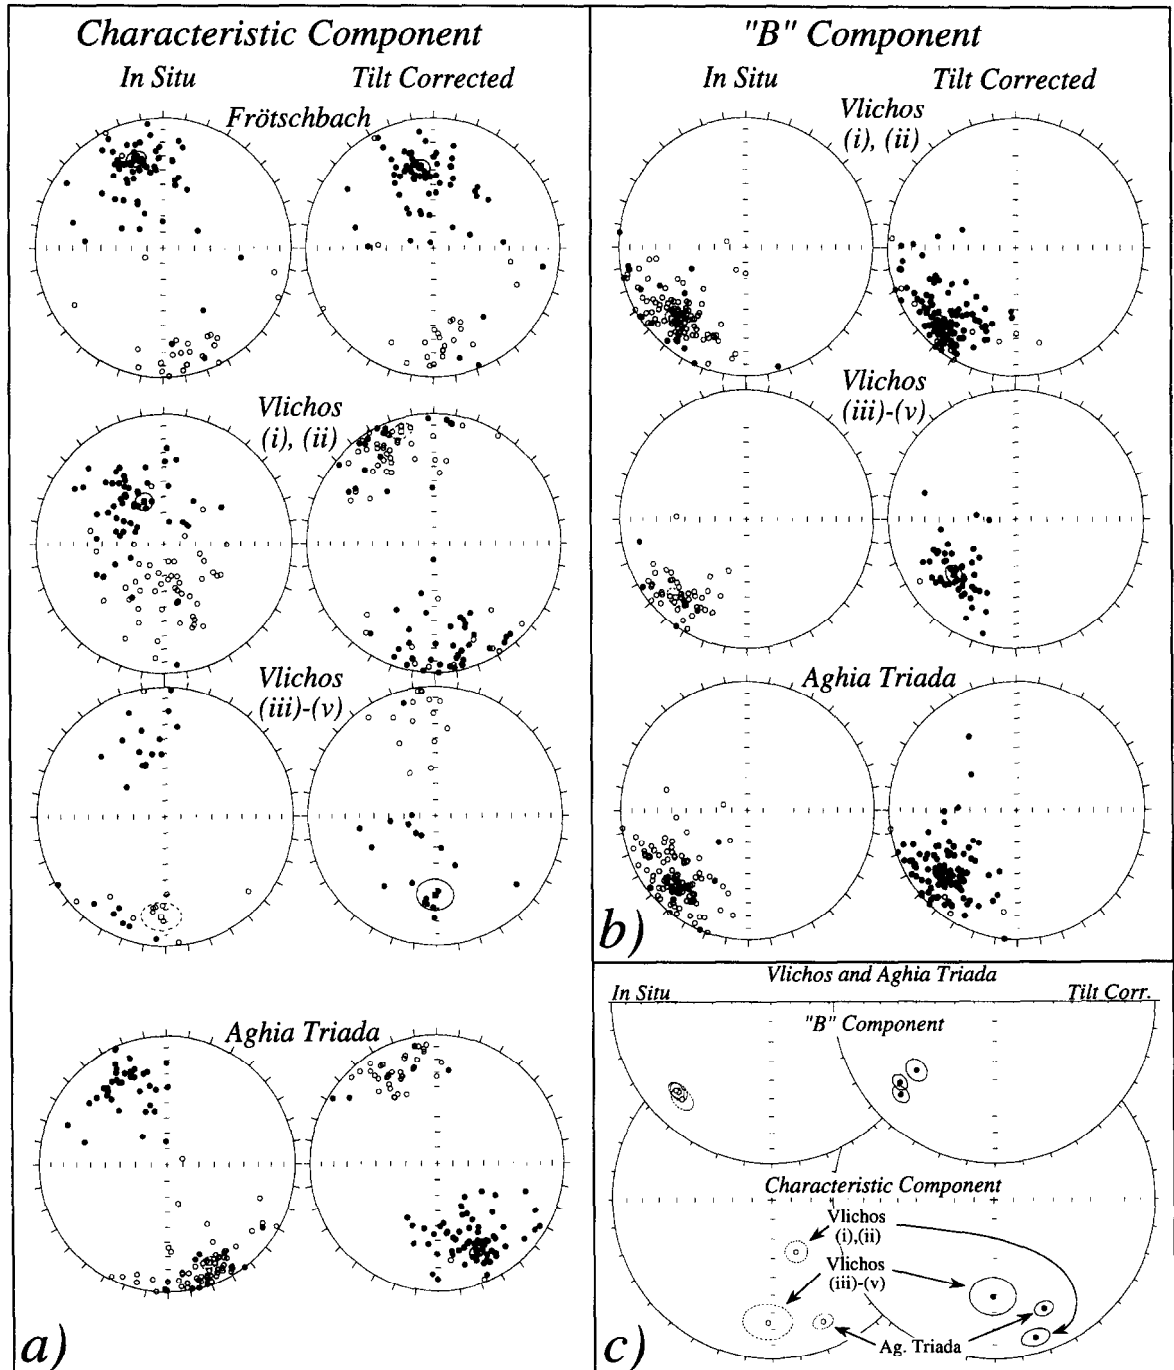 Characteristic Component
In Situ
Tilt Corrected
Frötschbach
Vlichos
(i), (ii)
Vlichos
(iii)-(v)
Aghia Triada
a)
"B" Component
In Situ
Tilt Corrected
Vlichos
(i), (ii)
Vlichos
(iii)-(v)
Aghia Triada
b)
Vlichos and Aghia Triada
In Situ
Tilt Corr.
"B" Component
Characteristic Component
Vlichos
(i),(ii)
Vlichos
(iii)-(v)
Ag. Triada
c)